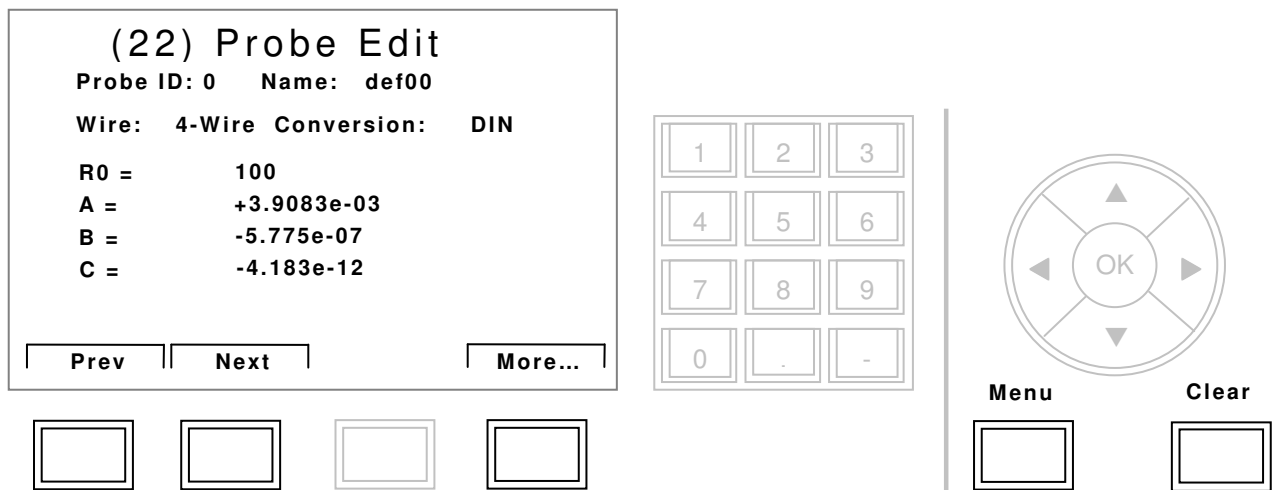 (22) Probe Edit
Probe ID: 0 Name: def00
Wire: 4-Wire Conversion: DIN
R0 = 100
A = +3.9083e-03
B = -5.775e-07
C = -4.183e-12
Prev Next More...
1 2 3
4 5 6
7 8 9
0 . -
OK
Menu Clear